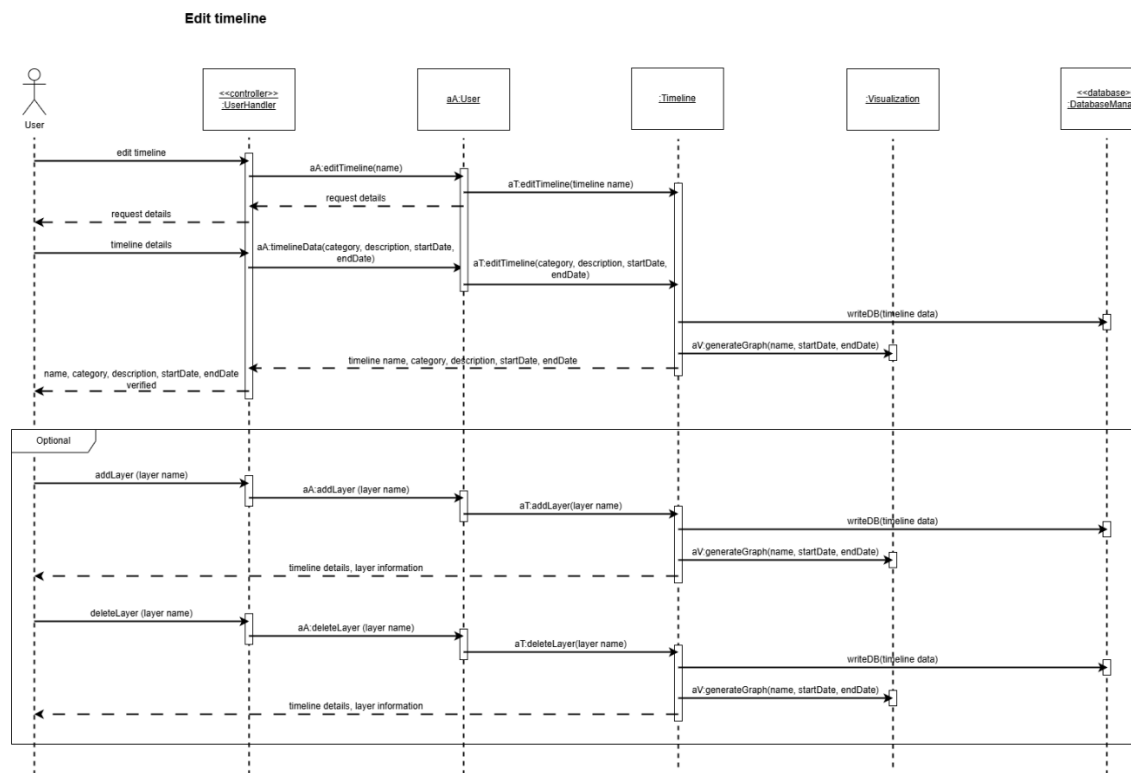 Edit timeline
<<controller>>
:UserHandler
aA:User
:Timeline
:Visualization
<<database>
:DatabaseMana
User
edit timeline
aA:editTimeline(name)
aT:editTimeline(timeline name)
request details
request details
timeline details
aA:timelineData(category, description, startDate,
endDate)
aT:editTimeline(category, description, startDate,
endDate)
writeDB(timeline data)
aV:generateGraph(name, startDate, endDate)
timeline name, category, description, startDate, endDate
name, category, description, startDate, endDate
verified
Optional
addLayer (layer name)
aA:addLayer (layer name)
aT:addLayer(layer name)
writeDB(timeline data)
aV:generateGraph(name, startDate, endDate)
timeline details, layer information
deleteLayer (layer name)
aA:deleteLayer (layer name)
aT:deleteLayer(layer name)
writeDB(timeline data)
aV:generateGraph(name, startDate, endDate)
timeline details, layer information